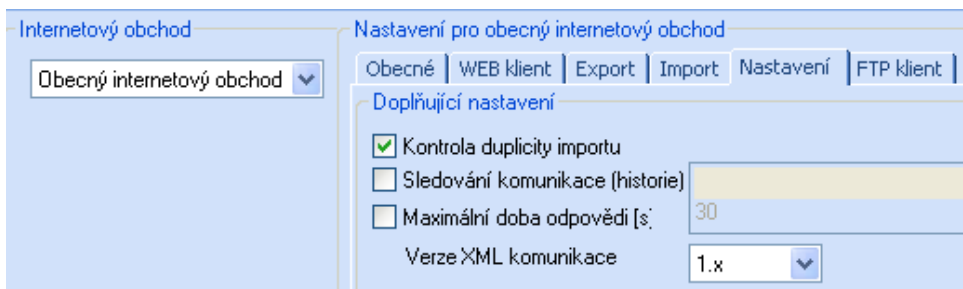 Internetový obchod
Obecný internetový obchod
Nastavení pro obecný internetový obchod
Obecné WEB klient Export Import Nastavení FTP klient
Doplňující nastavení
Kontrola duplicity importu
Sledování komunikace (historie)
Maximální doba odpovědi [s]
30
Verze XML komunikace
1.x